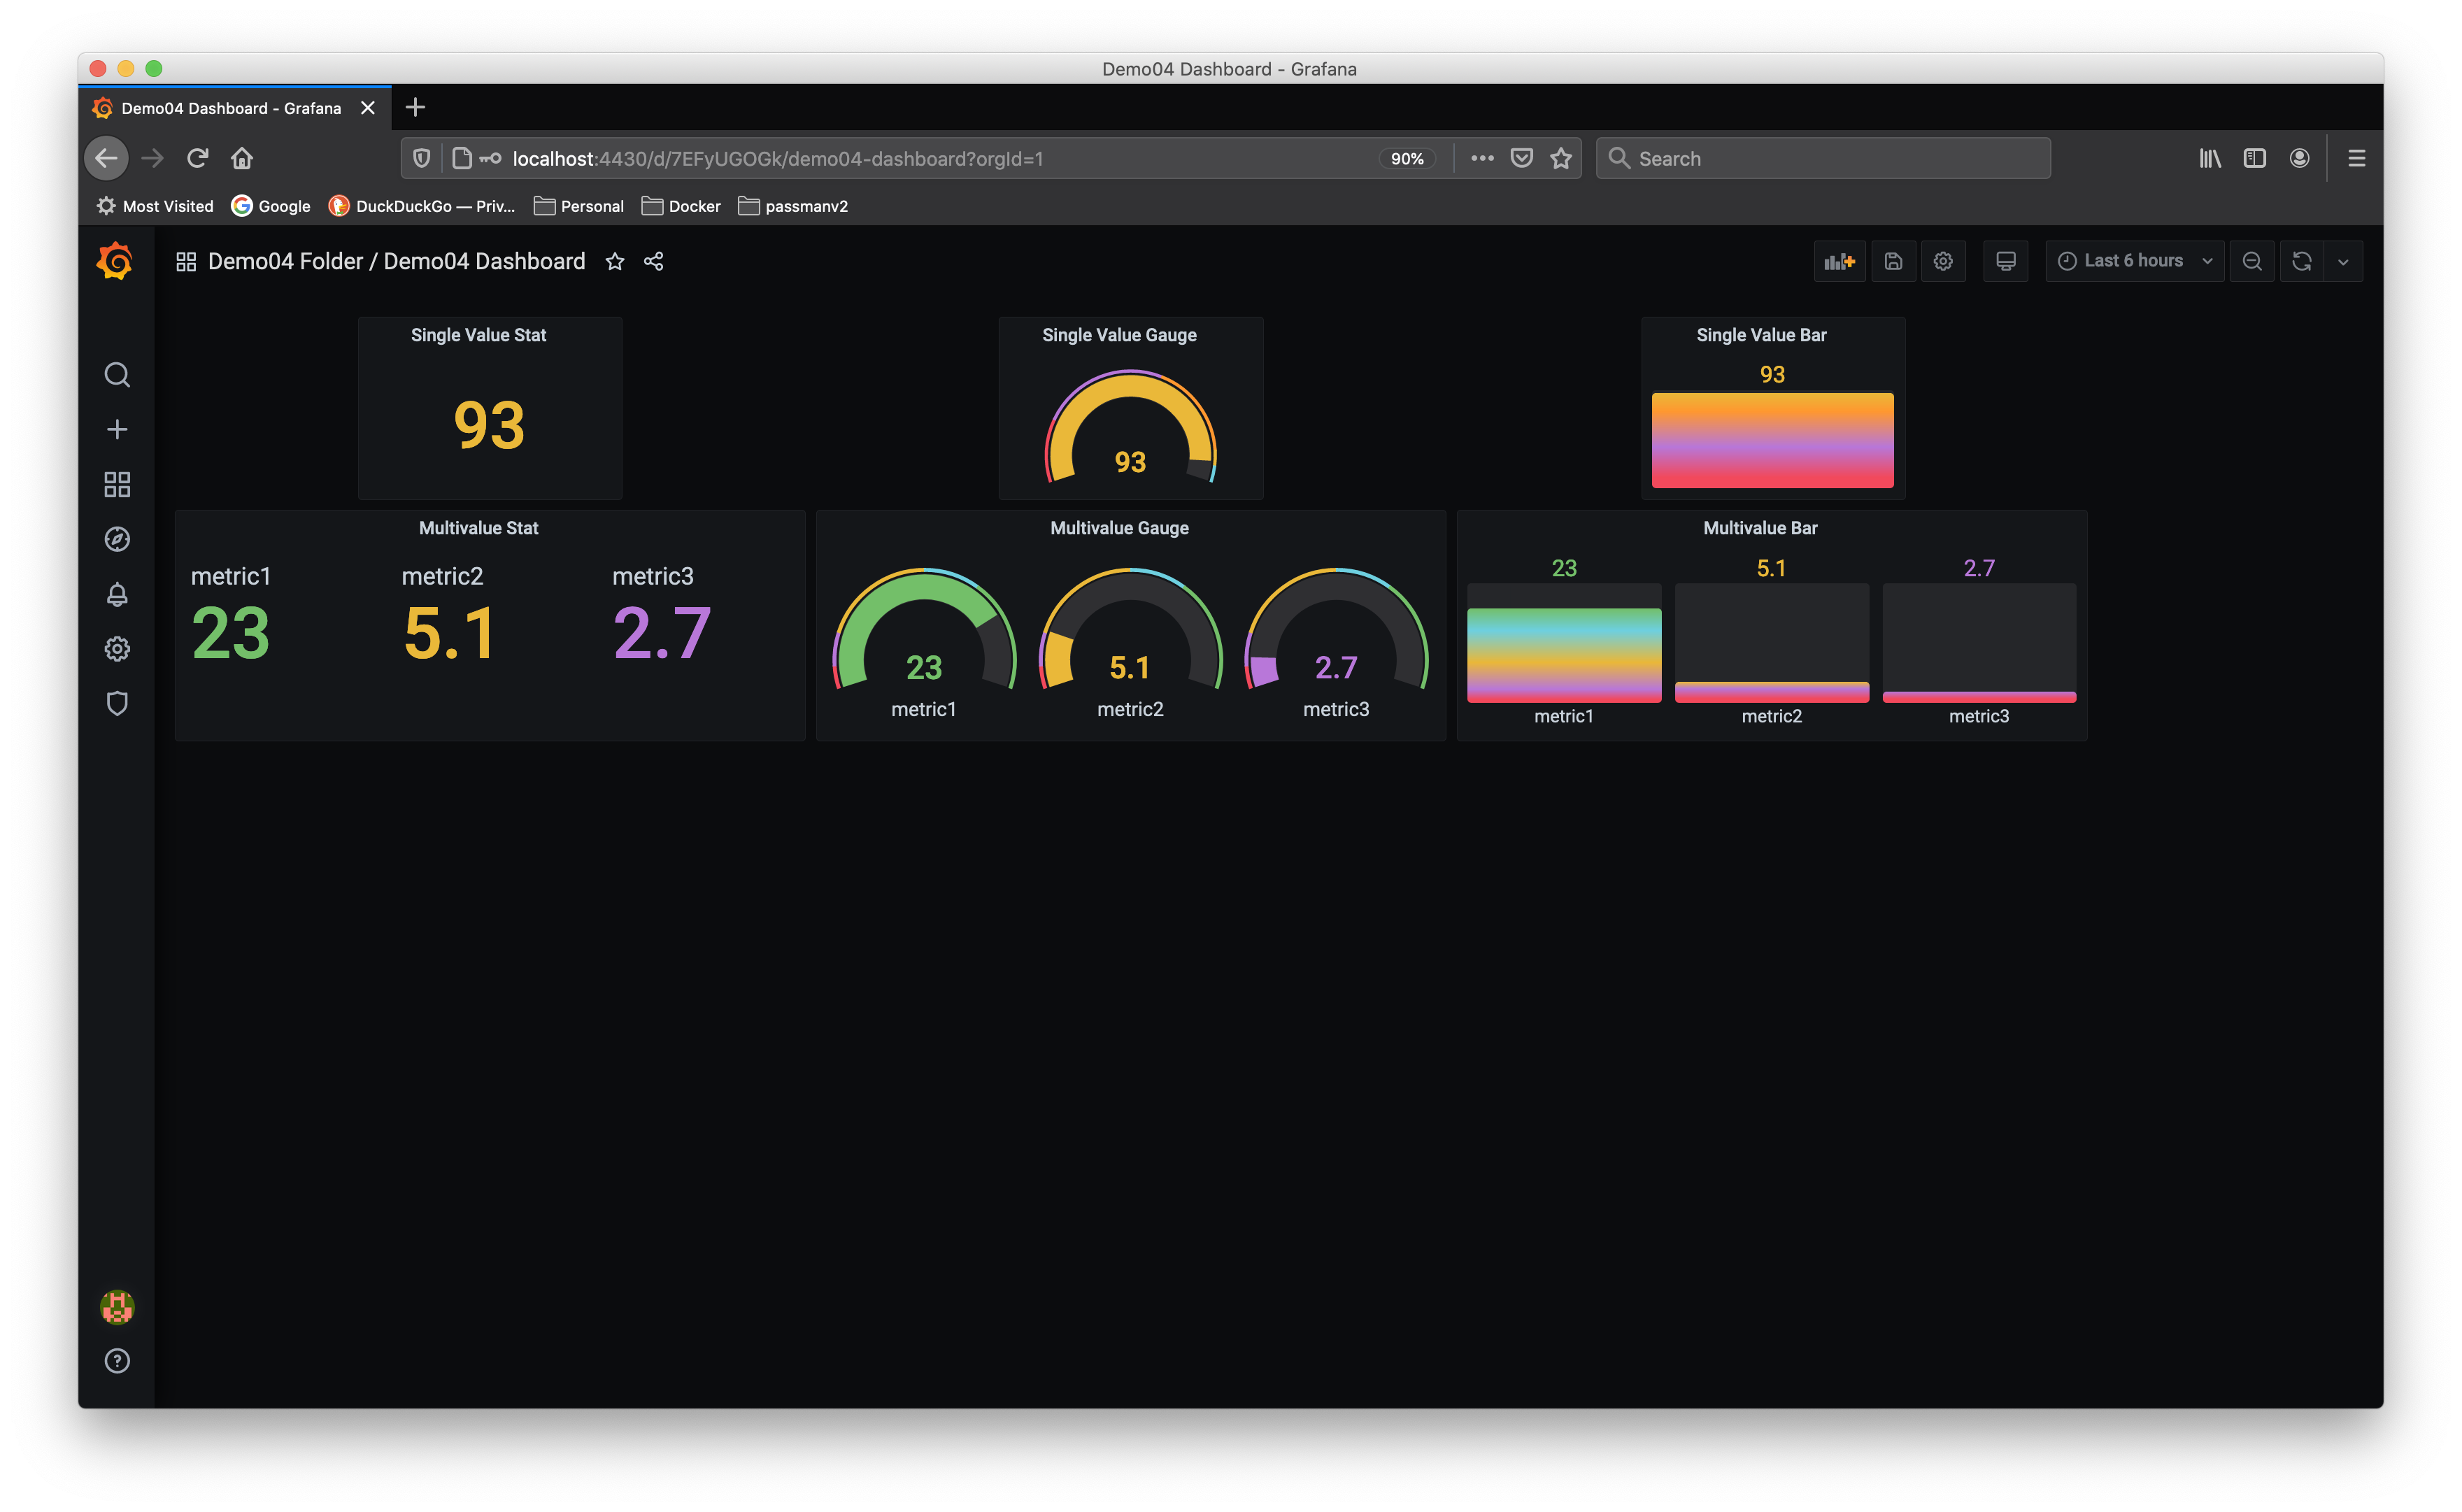 Demo04 Dashboard - Grafana
Demo04 Dashboard - Grafana
localhost:4430/d/7EFyUGOGk/demo04-dashboard?orgId=1
90%
Search
Most Visited
Google
DuckDuckGo — Priv...
Personal
Docker
passmanv2
Demo04 Folder / Demo04 Dashboard
Last 6 hours
Single Value Stat
93
Single Value Gauge
93
Single Value Bar
93
Multivalue Stat
metric1
23
metric2
5.1
metric3
2.7
Multivalue Gauge
23
metric1
5.1
metric2
2.7
metric3
Multivalue Bar
23
metric1
5.1
metric2
2.7
metric3